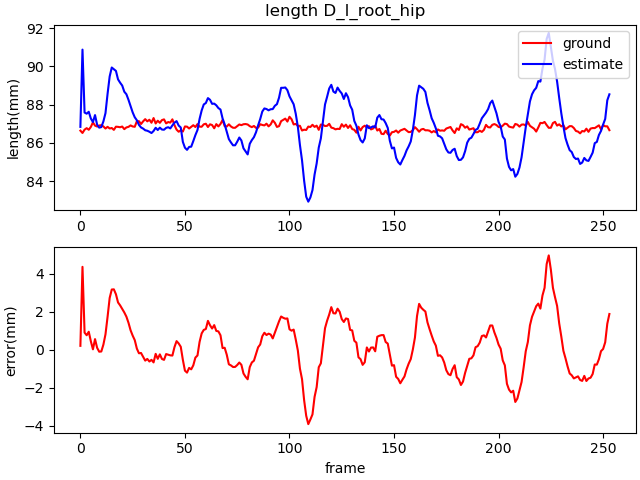 length D_l_root_hip
length(mm)
92
90
88
86
84
ground
estimate
0 50 100 150 200 250
error(mm)
4
2
0
−2
−4
0 50 100 150 200 250
frame